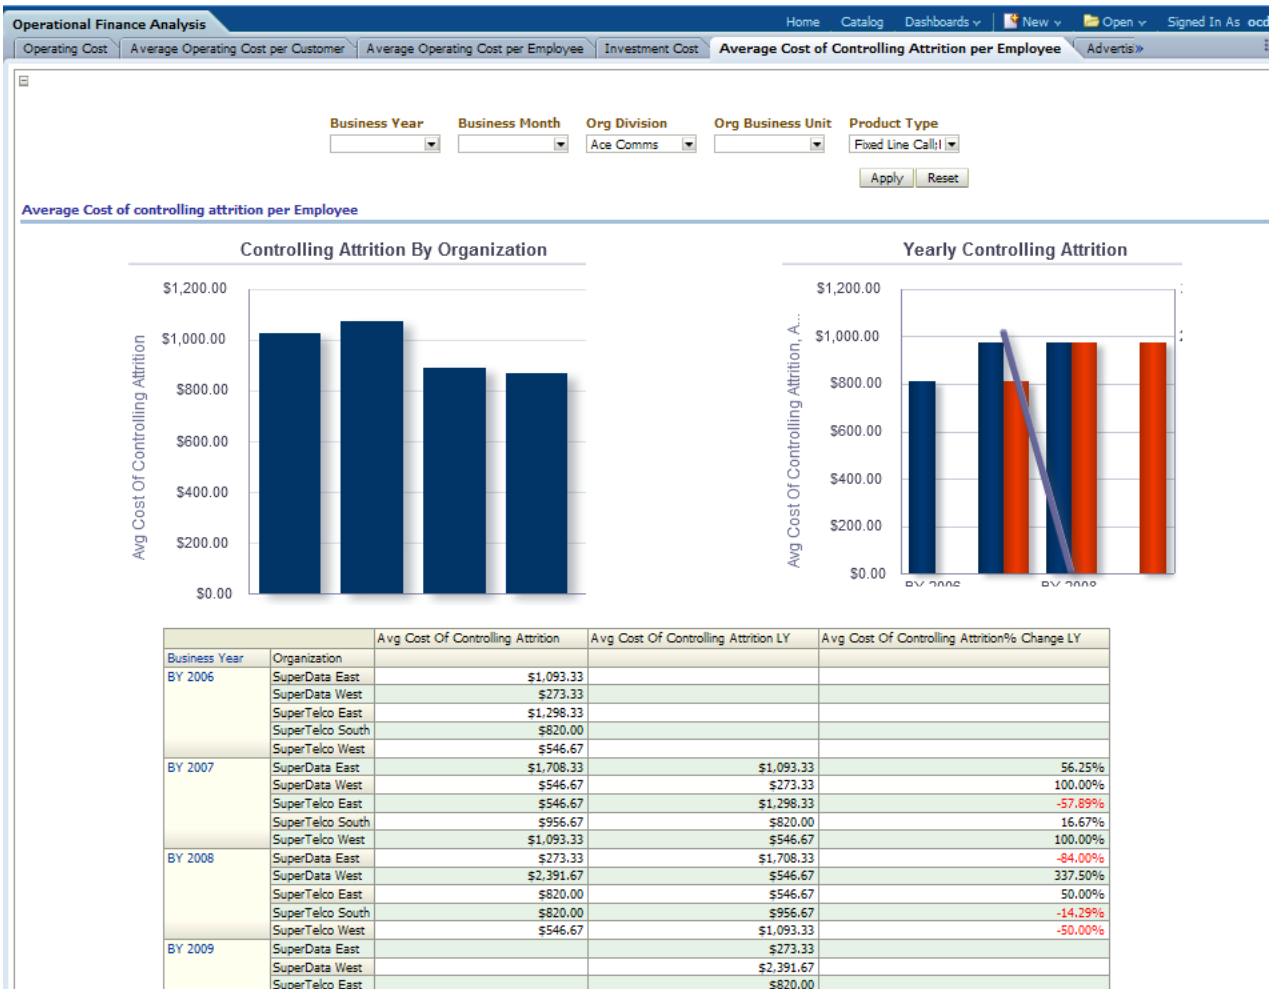 Operational Finance Analysis
Home Catalog Dashboards New Open Signed In As ocd
Operating Cost Average Operating Cost per Customer Average Operating Cost per Employee Investment Cost Average Cost of Controlling Attrition per Employee Advertis»
Business Year Business Month Org Division Org Business Unit Product Type
Ace Comms Fixed Line Call;I
Apply Reset
Average Cost of controlling attrition per Employee
Controlling Attrition By Organization
Avg Cost Of Controlling Attrition
$1,200.00
$1,000.00
$800.00
$600.00
$400.00
$200.00
$0.00
Yearly Controlling Attrition
Avg Cost Of Controlling Attrition, A...
$1,200.00
$1,000.00
$800.00
$600.00
$400.00
$200.00
$0.00
BY 2006 BY 2008
Avg Cost Of Controlling Attrition Avg Cost Of Controlling Attrition LY Avg Cost Of Controlling Attrition% Change LY
Business Year Organization
BY 2006 SuperData East $1,093.33
SuperData West $273.33
SuperTelco East $1,298.33
SuperTelco South $820.00
SuperTelco West $546.67
BY 2007 SuperData East $1,708.33 $1,093.33 56.25%
SuperData West $546.67 $273.33 100.00%
SuperTelco East $546.67 $1,298.33 -57.89%
SuperTelco South $956.67 $820.00 16.67%
SuperTelco West $1,093.33 $546.67 100.00%
BY 2008 SuperData East $273.33 $1,708.33 -84.00%
SuperData West $2,391.67 $546.67 337.50%
SuperTelco East $820.00 $546.67 50.00%
SuperTelco South $820.00 $956.67 -14.29%
SuperTelco West $546.67 $1,093.33 -50.00%
BY 2009 SuperData East $273.33
SuperData West $2,391.67
SuperTelco East $820.00